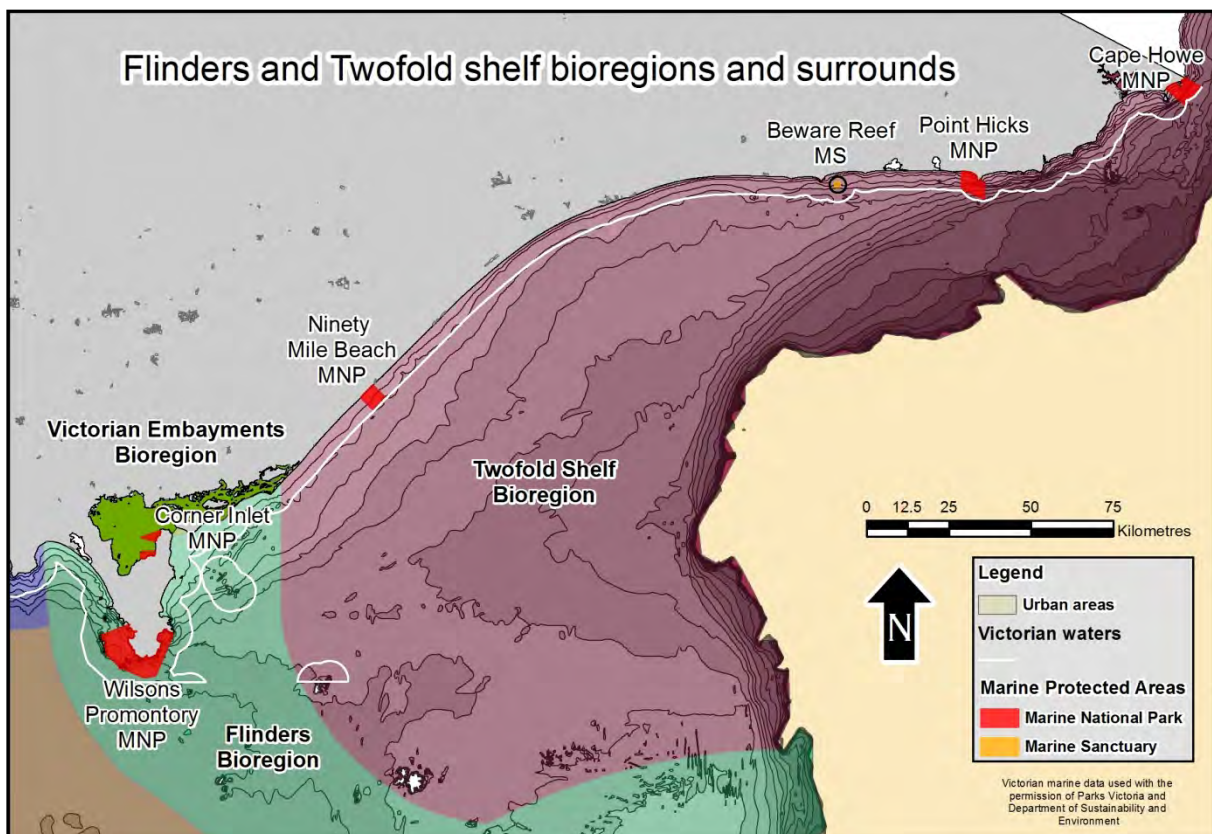 Flinders and Twofold shelf bioregions and surrounds
Cape Howe
MNP
Beware Reef
MS
Point Hicks
MNP
Ninety
Mile Beach
MNP
Victorian Embayments
Bioregion
Corner Inlet
MNP
Twofold Shelf
Bioregion
Wilsons
Promontory
MNP
Flinders
Bioregion
0 12.5 25 50 75
Kilometres
N
Legend
Urban areas
Victorian waters
Marine Protected Areas
Marine National Park
Marine Sanctuary
Victorian marine data used with the
permission of Parks Victoria and
Department of Sustainability and
Environment